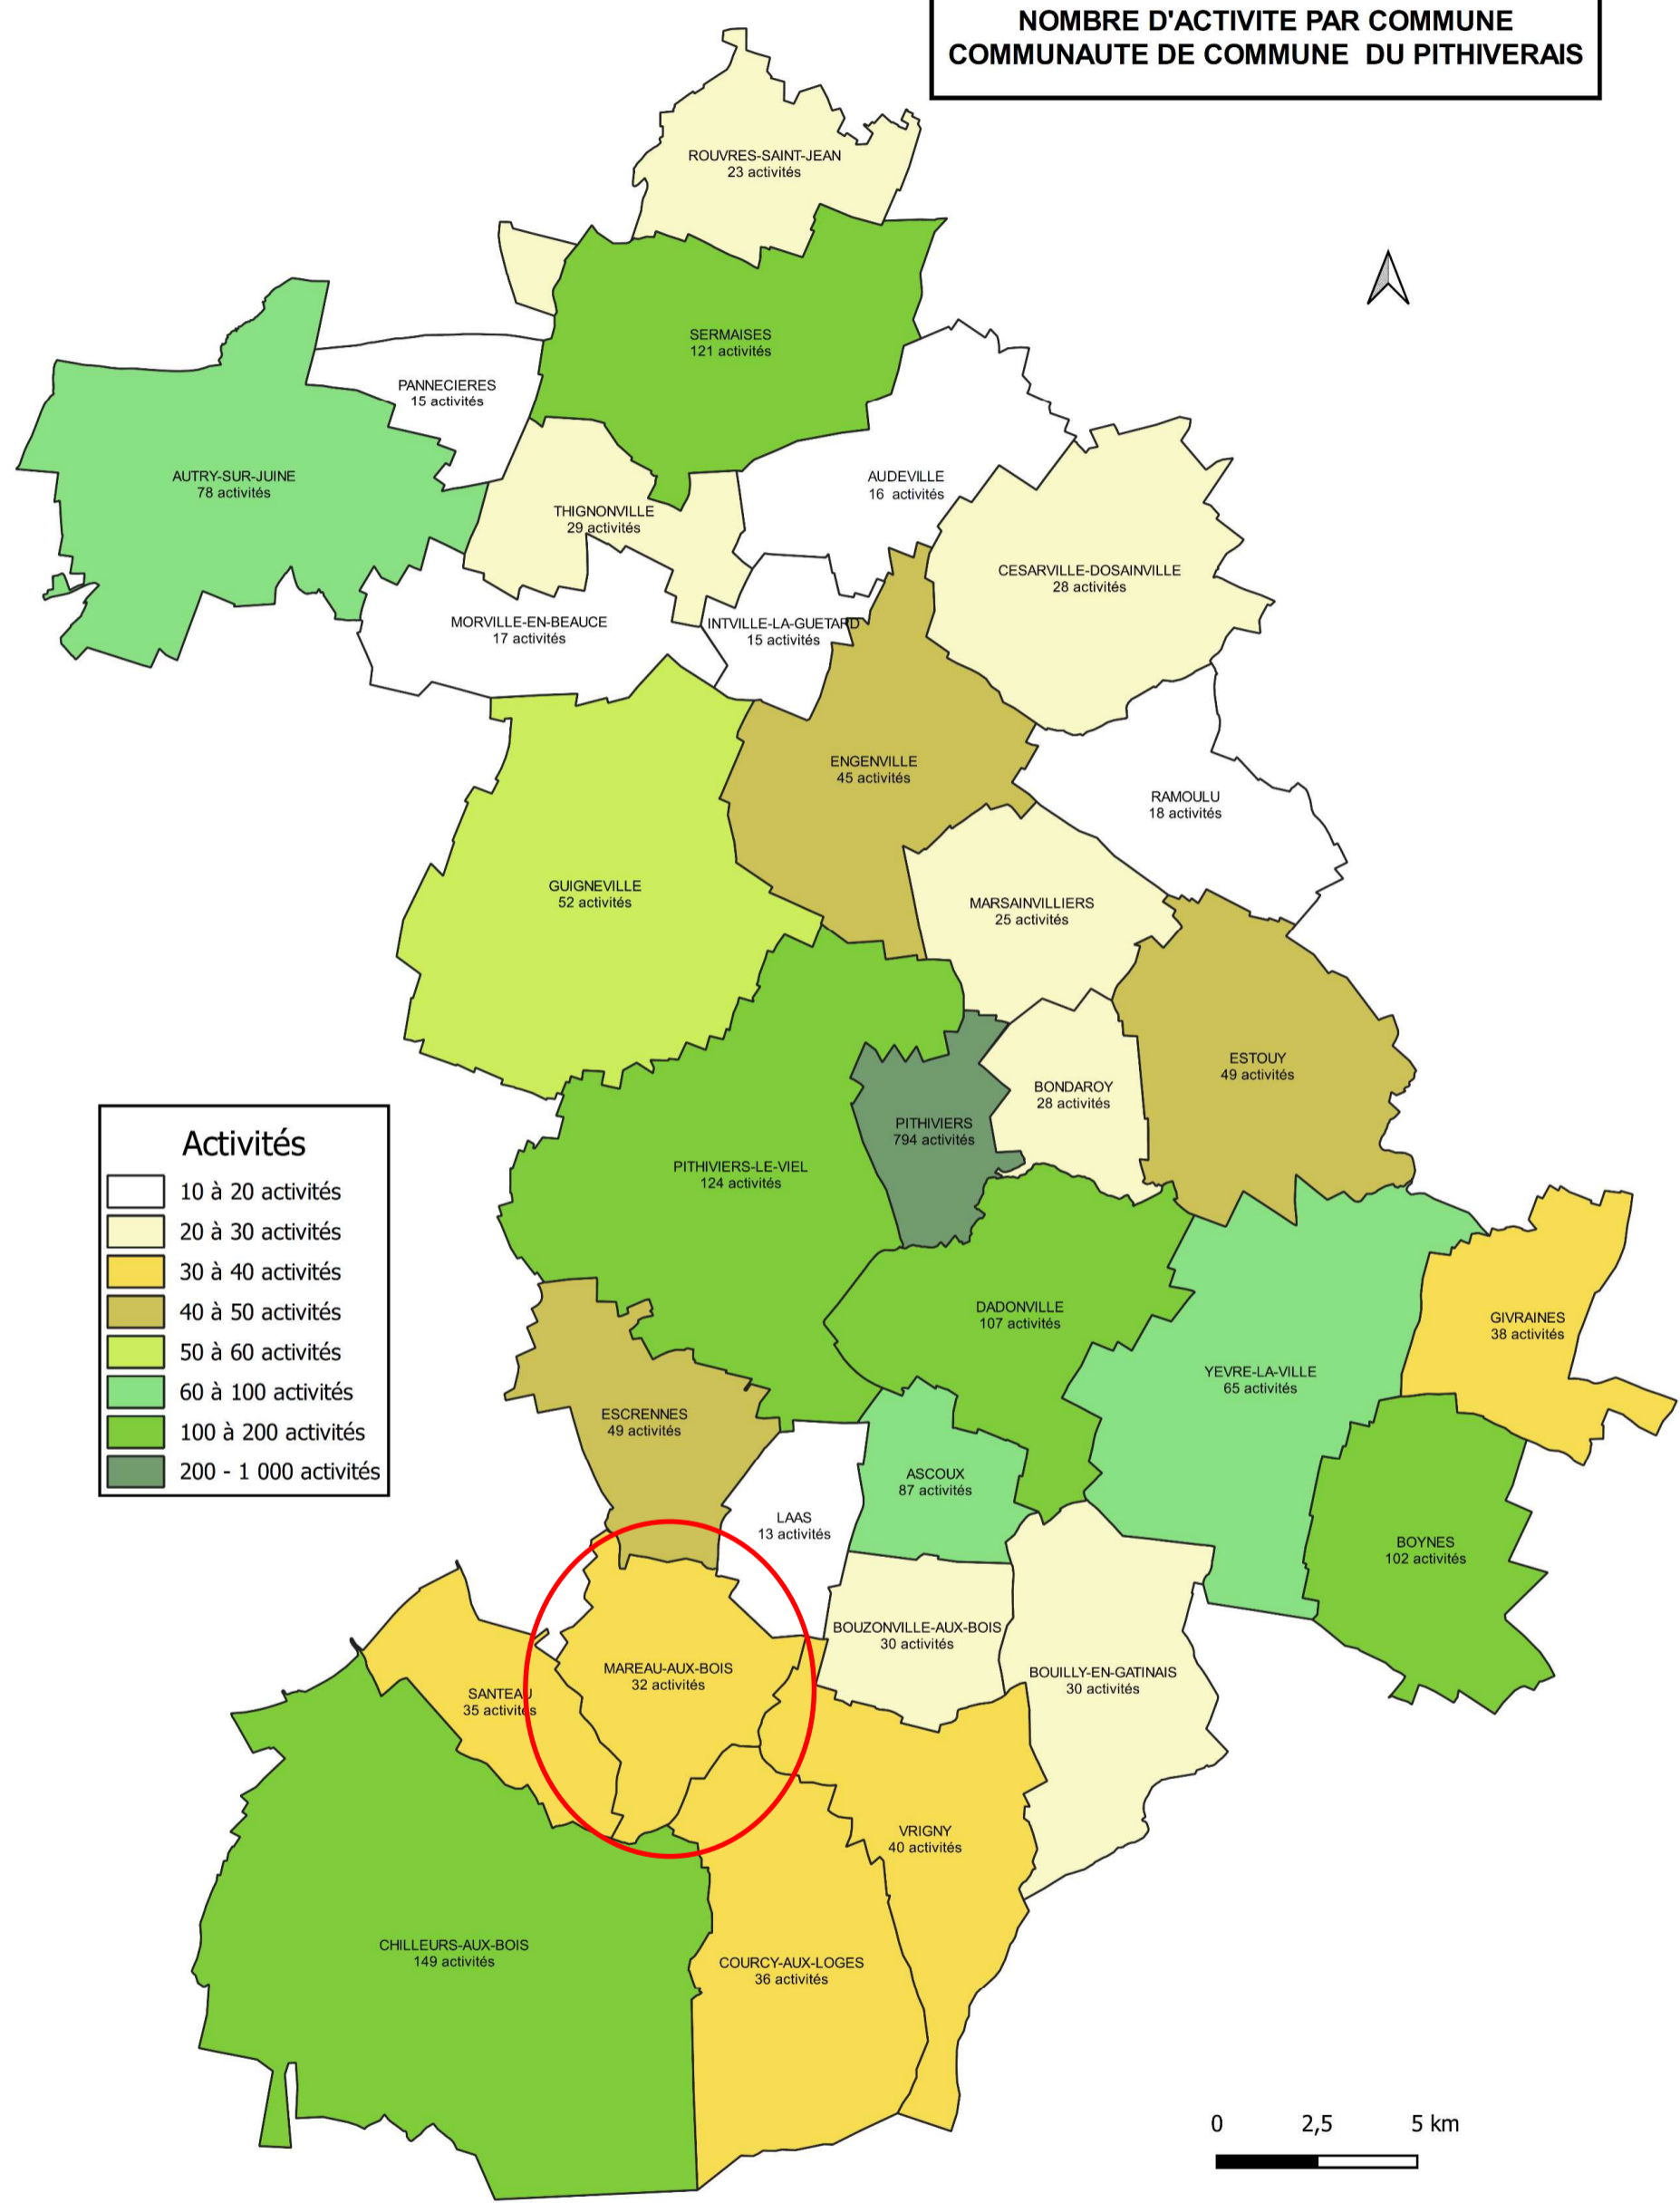 NOMBRE D'ACTIVITE PAR COMMUNE
COMMUNAUTE DE COMMUNE DU PITHIVERAIS
ROUVRES-SAINT-JEAN
23 activités
SERMAISES
121 activités
PANNECIERES
15 activités
AUTRY-SUR-JUINE
78 activités
AUDEVILLE
16 activités
THIGNONVILLE
29 activités
CESARVILLE-DOSAINVILLE
28 activités
MORVILLE-EN-BEAUCE
17 activités
INTVILLE-LA-GUETARD
15 activités
ENGENVILLE
45 activités
RAMOULU
18 activités
GUIGNEVILLE
52 activités
MARSAINVILLIERS
25 activités
ESTOUY
49 activités
BONDAROY
28 activités
PITHIVIERS
794 activités
PITHIVIERS-LE-VIEL
124 activités
Activités
10 à 20 activités
20 à 30 activités
30 à 40 activités
40 à 50 activités
50 à 60 activités
60 à 100 activités
100 à 200 activités
200 - 1 000 activités
DADONVILLE
107 activités
GIVRAINES
38 activités
YEVRE-LA-VILLE
65 activités
ESCRENNES
49 activités
ASCOUX
87 activités
LAAS
13 activités
BOYNES
102 activités
BOUZONVILLE-AUX-BOIS
30 activités
MAREAU-AUX-BOIS
32 activités
BOUILLY-EN-GATINAIS
30 activités
SANTEAU
35 activités
VRIGNY
40 activités
CHILLEURS-AUX-BOIS
149 activités
COURCY-AUX-LOGES
36 activités
0 2,5 5 km